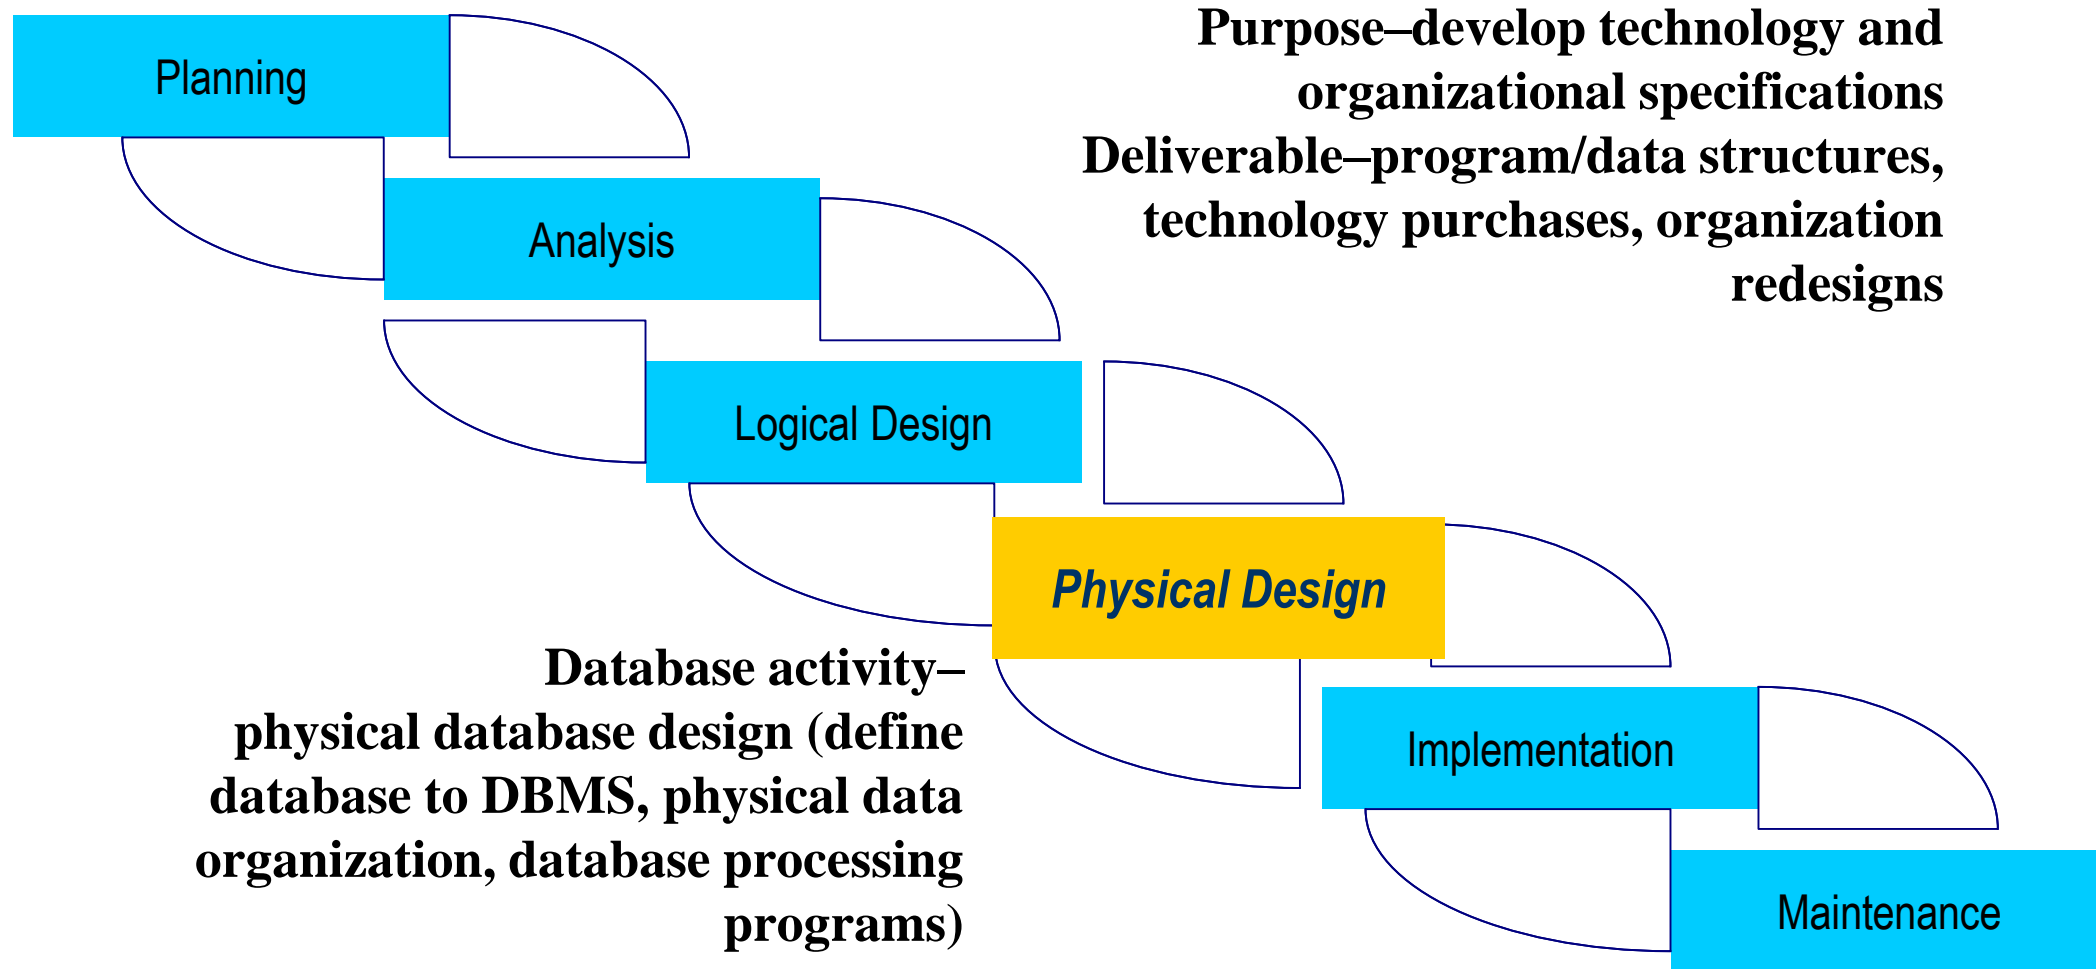 Planning
Purpose–develop technology and
organizational specifications
Deliverable–program/data structures,
technology purchases, organization
redesigns
Analysis
Logical Design
Physical Design
Database activity–
physical database design (define
database to DBMS, physical data
organization, database processing
programs)
Implementation
Maintenance